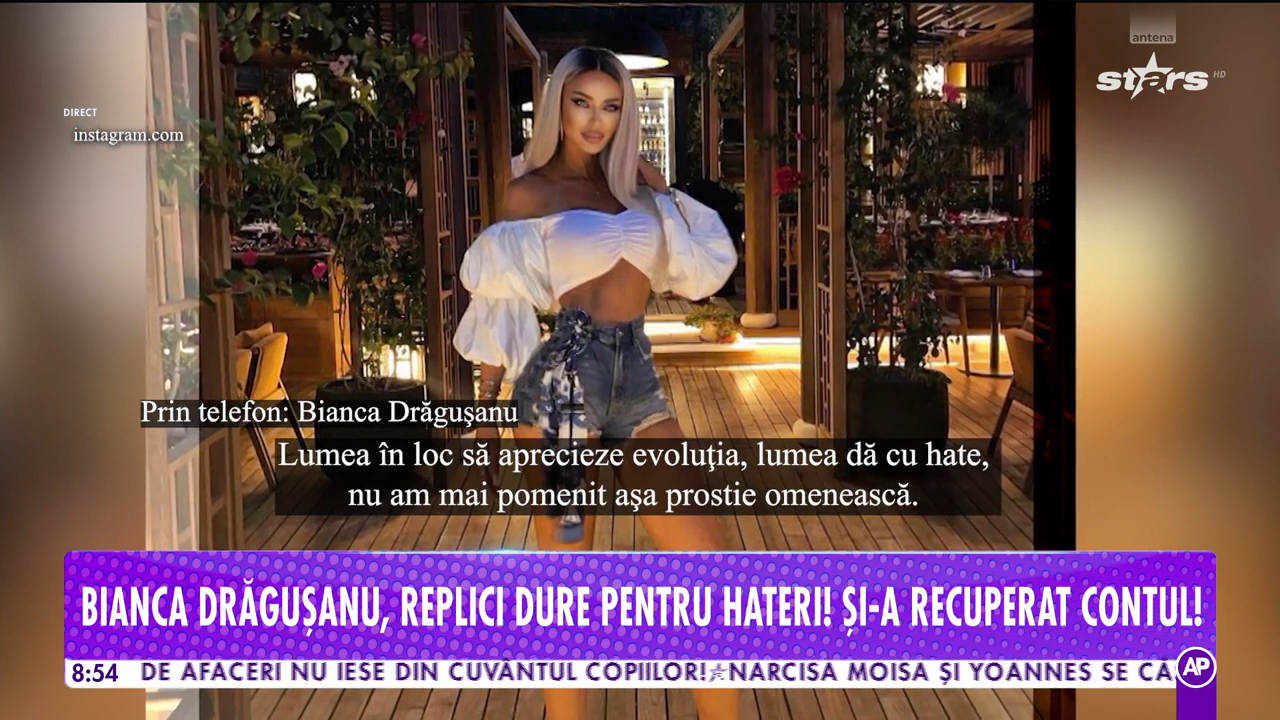 antena
stars HD
DIRECT
instagram.com
Prin telefon: Bianca Drăguşanu
Lumea în loc să aprecieze evoluţia, lumea dă cu hate,
nu am mai pomenit aşa prostie omenească.
BIANCA DRĂGUȘANU, REPLICI DURE PENTRU HATERI! ȘI-A RECUPERAT CONTUL!
8:54 DE AFACERI NU IESE DIN CUVÂNTUL COPIILOR! NARCISA MOISA ȘI YOANNES SE CĂS
AP